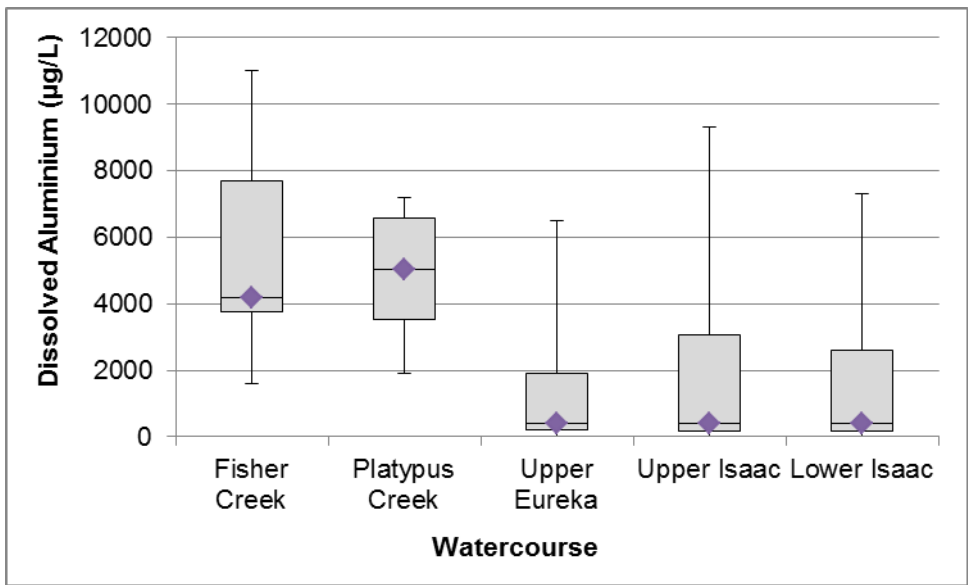 Dissolved Aluminium (µg/L)
12000
10000
8000
6000
4000
2000
0
Fisher
Creek
Platypus
Creek
Upper
Eureka
Upper Isaac
Lower Isaac
Watercourse